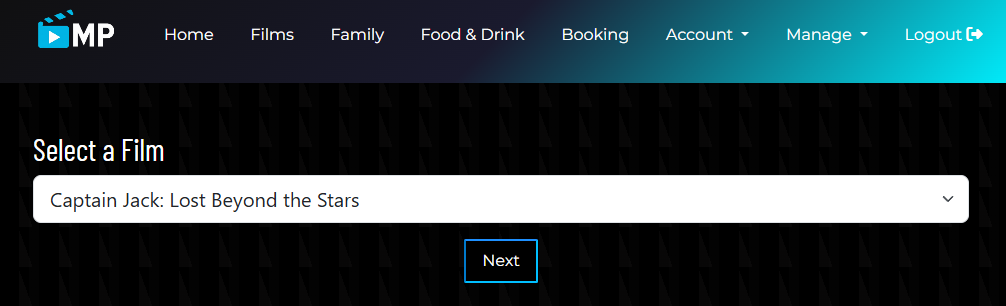 MP Home Films Family Food & Drink Booking Account Manage Logout
Select a Film
Captain Jack: Lost Beyond the Stars
Next